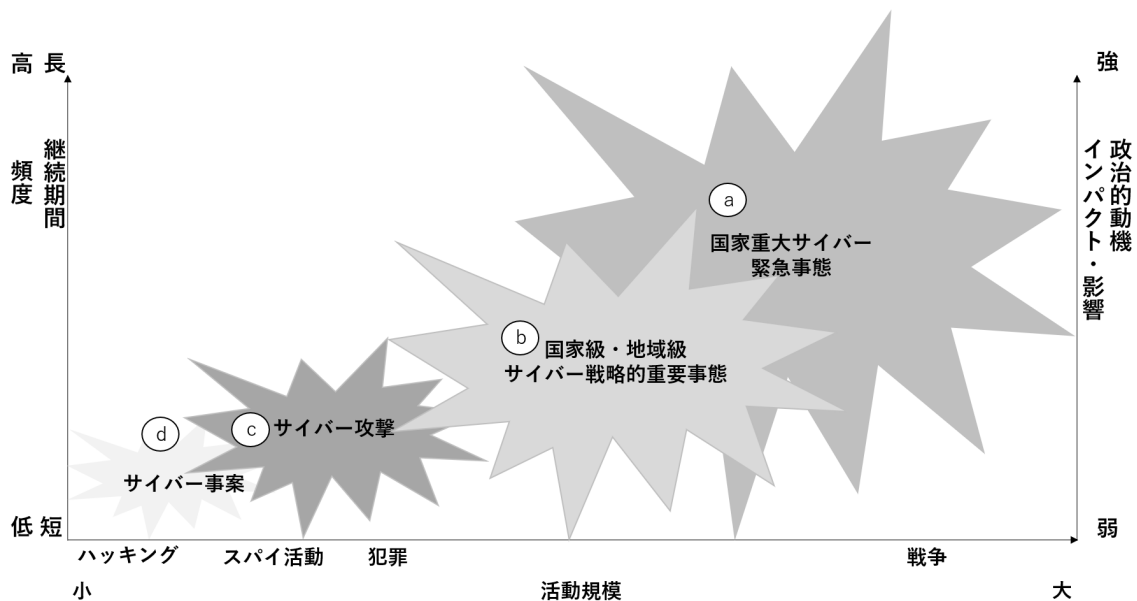 高 長
強
頻度
継続期間
政治的動機
インパクト・影響
a
国家重大サイバー
緊急事態
b
国家級・地域級
サイバー戦略的重要事態
c
サイバー攻撃
d
サイバー事案
低 短
弱
ハッキング
スパイ活動
犯罪
戦争
小
活動規模
大